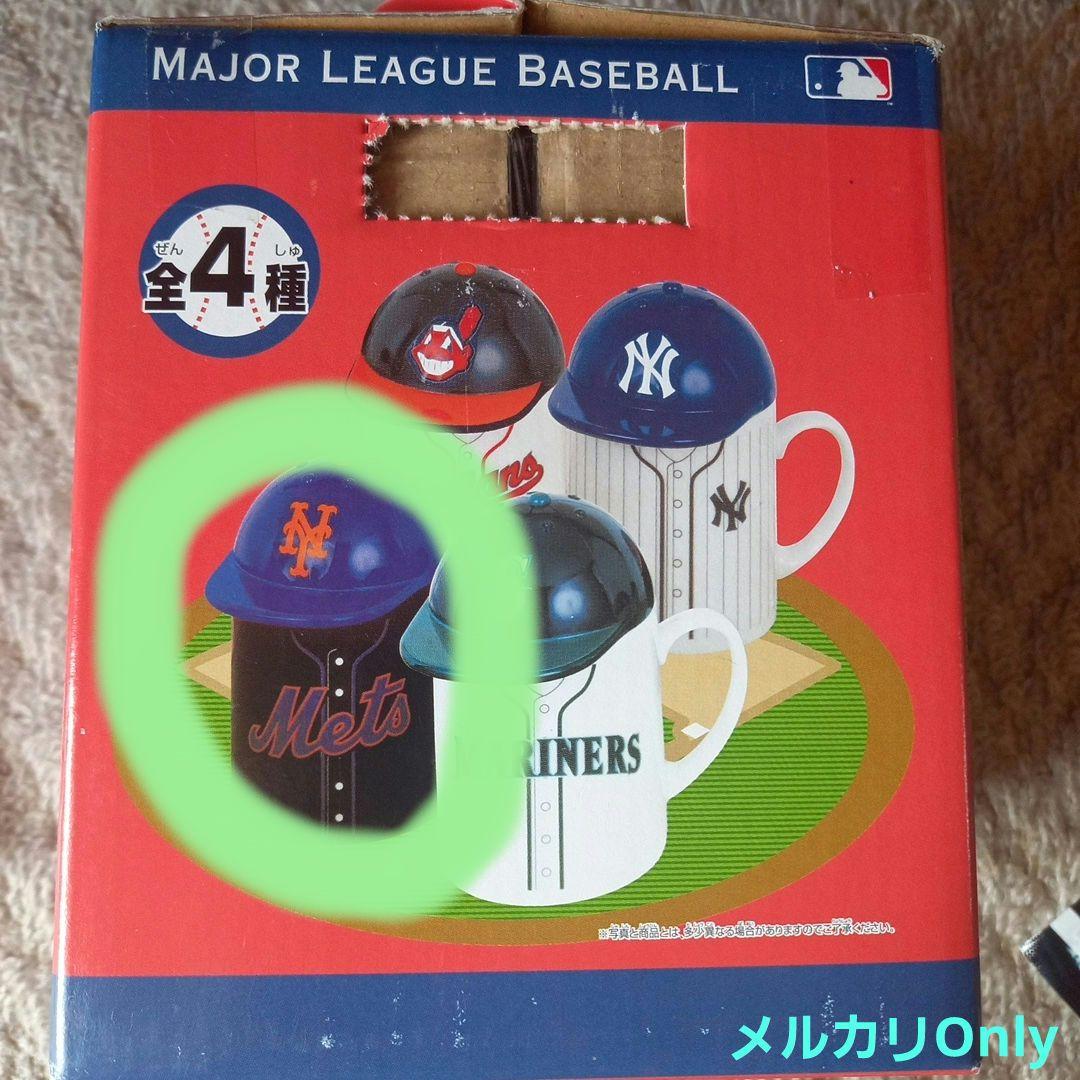 MAJOR LEAGUE BASEBALL
ぜん しゅ
全4種
NY
NY
Mets
MARINERS
※写真と商品とは、多少異なる場合がありますのでご了承ください。
メルカリOnly